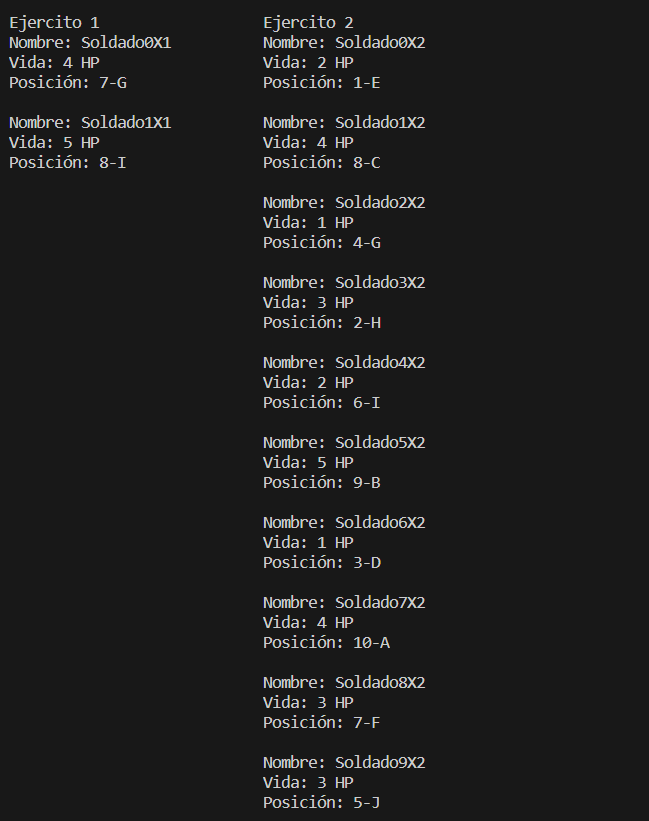 Ejercito 1
Nombre: Soldado0X1
Vida: 4 HP
Posición: 7-G
Nombre: Soldado1X1
Vida: 5 HP
Posición: 8-I
Ejercito 2
Nombre: Soldado0X2
Vida: 2 HP
Posición: 1-E
Nombre: Soldado1X2
Vida: 4 HP
Posición: 8-C
Nombre: Soldado2X2
Vida: 1 HP
Posición: 4-G
Nombre: Soldado3X2
Vida: 3 HP
Posición: 2-H
Nombre: Soldado4X2
Vida: 2 HP
Posición: 6-I
Nombre: Soldado5X2
Vida: 5 HP
Posición: 9-B
Nombre: Soldado6X2
Vida: 1 HP
Posición: 3-D
Nombre: Soldado7X2
Vida: 4 HP
Posición: 10-A
Nombre: Soldado8X2
Vida: 3 HP
Posición: 7-F
Nombre: Soldado9X2
Vida: 3 HP
Posición: 5-J